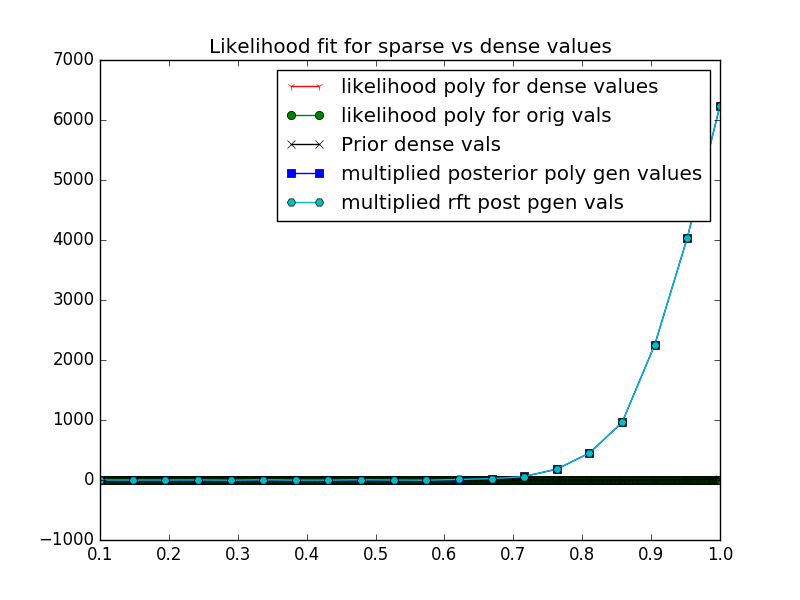 Likelihood fit for sparse vs dense values
7000
6000
5000
4000
3000
2000
1000
0
−1000
likelihood poly for dense values
likelihood poly for orig vals
Prior dense vals
multiplied posterior poly gen values
multiplied rft post pgen vals
0.1 0.2 0.3 0.4 0.5 0.6 0.7 0.8 0.9 1.0